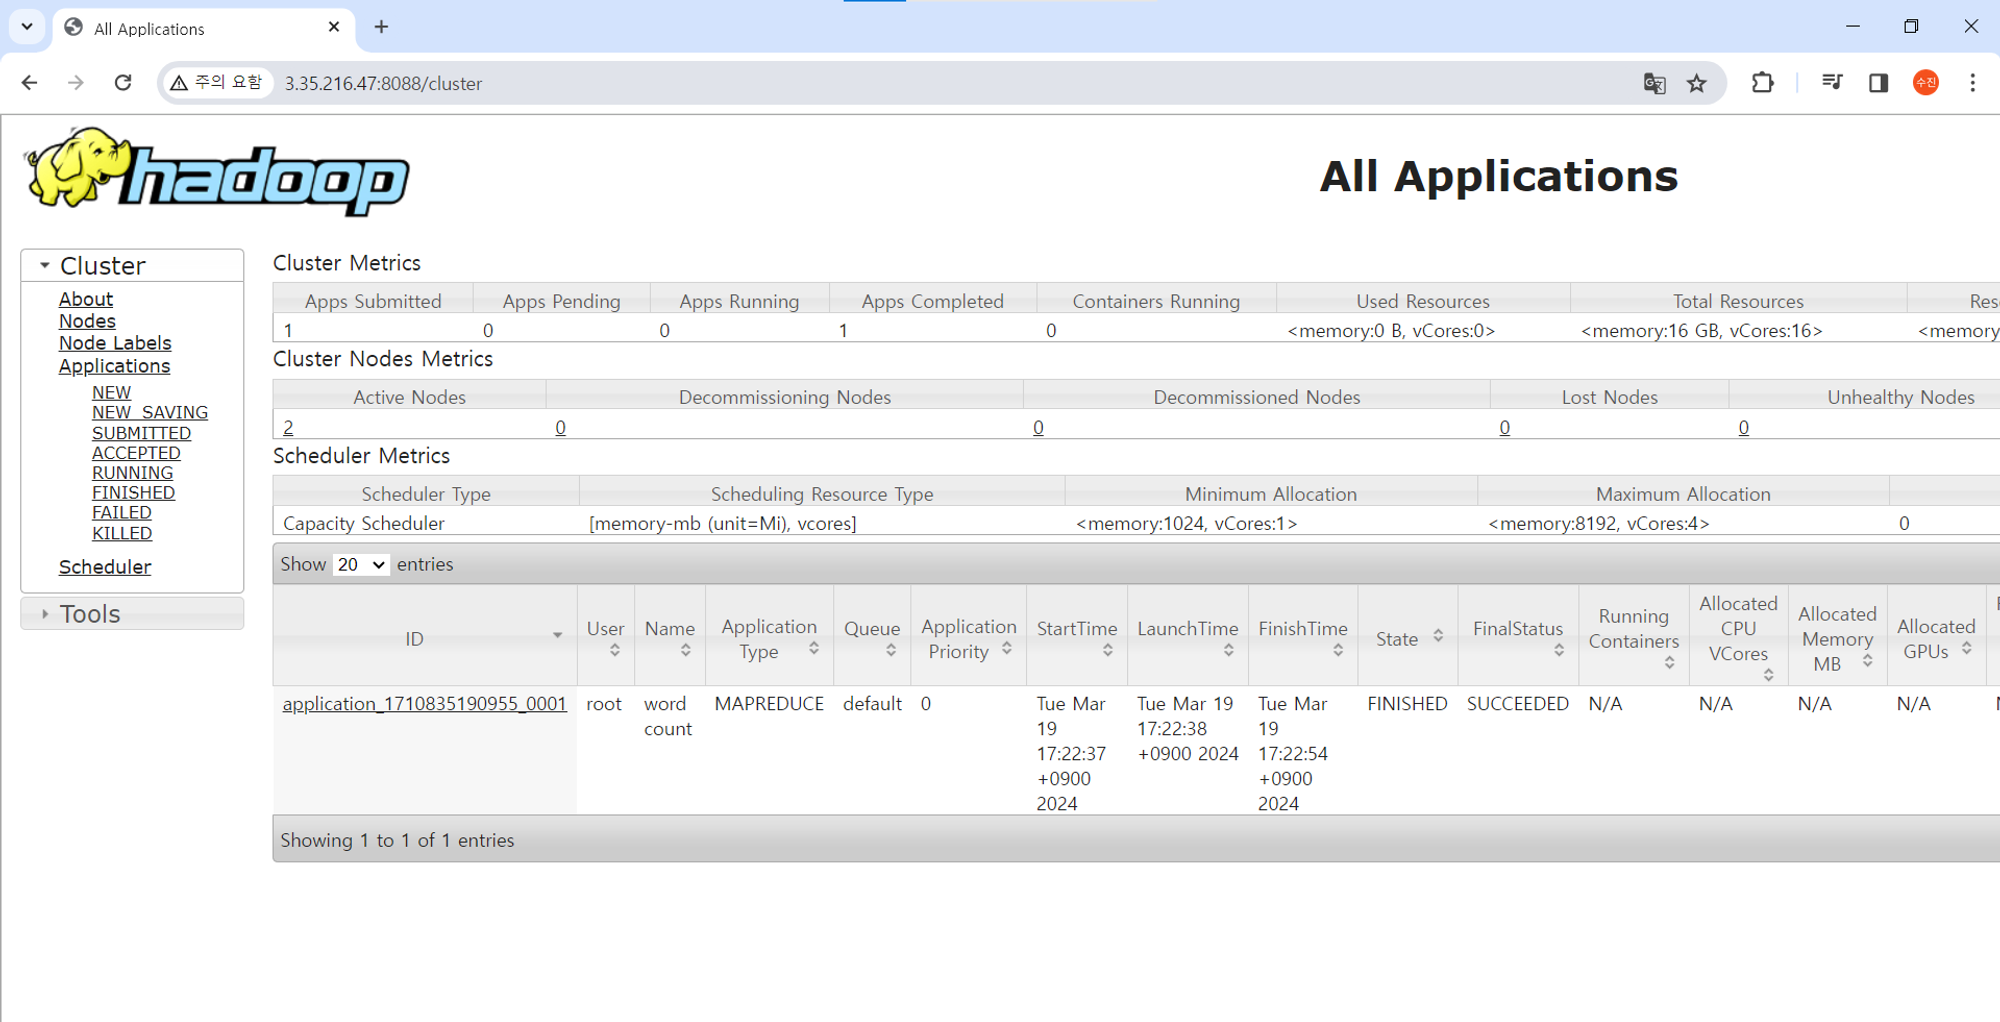 All Applications
주의 요함
3.35.216.47:8088/cluster
수진
hadoop
All Applications
Cluster
About
Nodes
Node Labels
Applications
NEW
NEW_SAVING
SUBMITTED
ACCEPTED
RUNNING
FINISHED
FAILED
KILLED
Scheduler
Tools
Cluster Metrics
Apps Submitted Apps Pending Apps Running Apps Completed Containers Running Used Resources Total Resources
1 0 0 1 0 <memory:0 B, vCores:0> <memory:16 GB, vCores:16> <memory
Cluster Nodes Metrics
Active Nodes Decommissioning Nodes Decommissioned Nodes Lost Nodes Unhealthy Nodes
2 0 0 0 0
Scheduler Metrics
Scheduler Type Scheduling Resource Type Minimum Allocation Maximum Allocation
Capacity Scheduler [memory-mb (unit=Mi), vcores] <memory:1024, vCores:1> <memory:8192, vCores:4> 0
Show 20 entries
ID User Name Application Type Queue Application Priority StartTime LaunchTime FinishTime State FinalStatus Running Containers Allocated CPU VCores Allocated Memory MB Allocated GPUs
application_1710835190955_0001 root word count MAPREDUCE default 0 Tue Mar 19 17:22:37 +0900 2024 Tue Mar 19 17:22:38 +0900 2024 Tue Mar 19 17:22:54 +0900 2024 FINISHED SUCCEEDED N/A N/A N/A N/A
Showing 1 to 1 of 1 entries